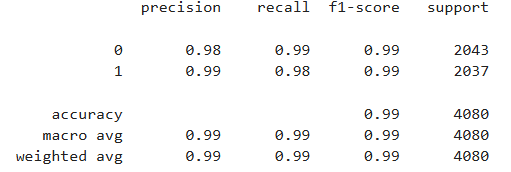 precision recall f1-score support
0 0.98 0.99 0.99 2043
1 0.99 0.98 0.99 2037
accuracy 0.99 4080
macro avg 0.99 0.99 0.99 4080
weighted avg 0.99 0.99 0.99 4080